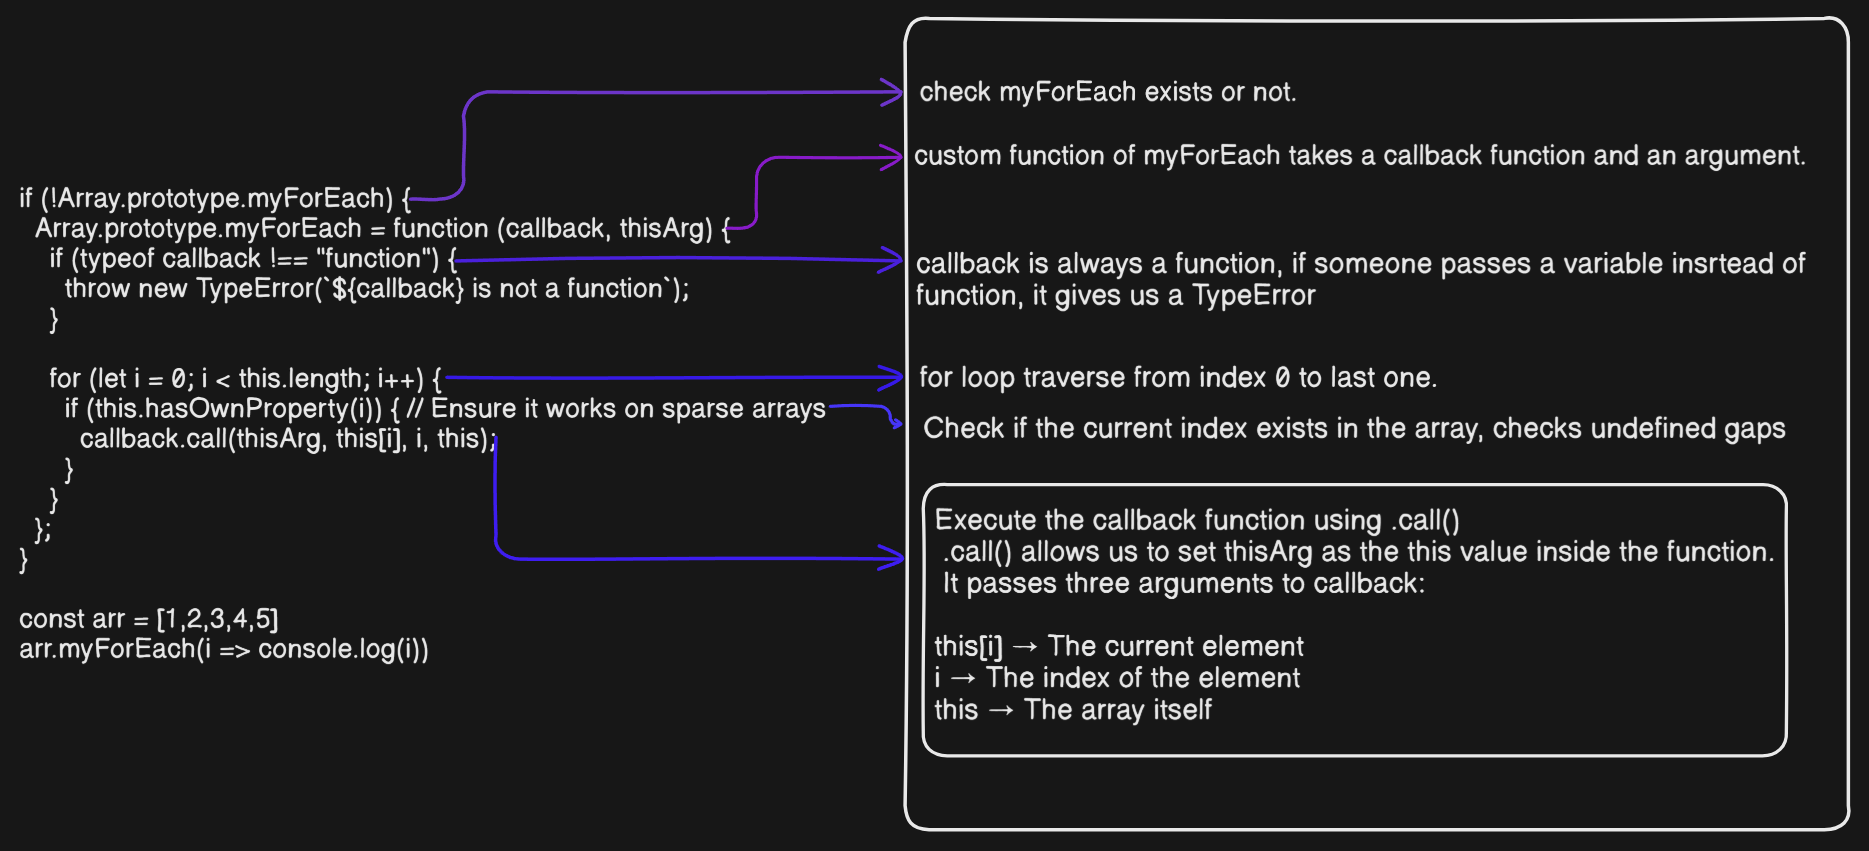 if (!Array.prototype.myForEach) {
Array.prototype.myForEach = function (callback, thisArg) {
if (typeof callback !== "function") {
throw new TypeError(`${callback} is not a function`);
}
for (let i = 0; i < this.length; i++) {
if (this.hasOwnProperty(i)) { // Ensure it works on sparse arrays
callback.call(thisArg, this[i], i, this);
}
}
};
}
const arr = [1,2,3,4,5]
arr.myForEach(i => console.log(i))
check myForEach exists or not.
custom function of myForEach takes a callback function and an argument.
callback is always a function, if someone passes a variable insrtead of
function, it gives us a TypeError
for loop traverse from index 0 to last one.
Check if the current index exists in the array, checks undefined gaps
Execute the callback function using .call()
.call() allows us to set thisArg as the this value inside the function.
It passes three arguments to callback:
this[i] → The current element
i → The index of the element
this → The array itself